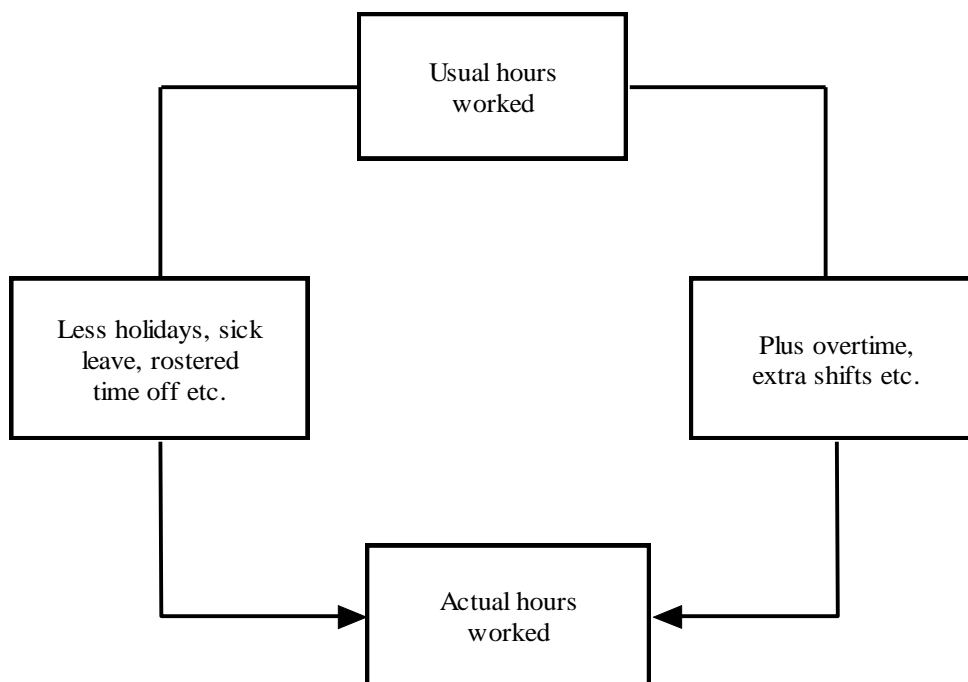 Usual hours
worked
Less holidays, sick
leave, rostered
time off etc.
Plus overtime,
extra shifts etc.
Actual hours
worked